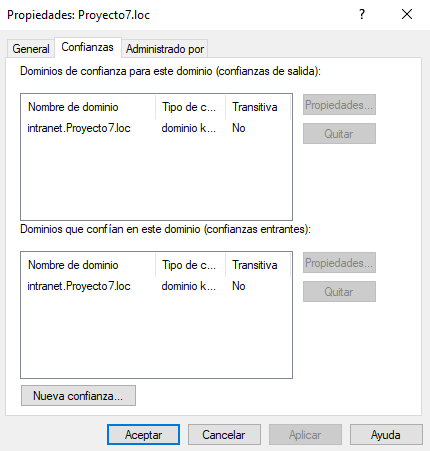 Propiedades: Proyecto7.loc
General Confianzas Administrado por
Dominios de confianza para este dominio (confianzas de salida):
Nombre de dominio Tipo de c... Transitiva
intranet.Proyecto7.loc dominio k... No
Propiedades...
Quitar
Dominios que confían en este dominio (confianzas entrantes):
Nombre de dominio Tipo de c... Transitiva
intranet.Proyecto7.loc dominio k... No
Propiedades...
Quitar
Nueva confianza...
Aceptar Cancelar Aplicar Ayuda